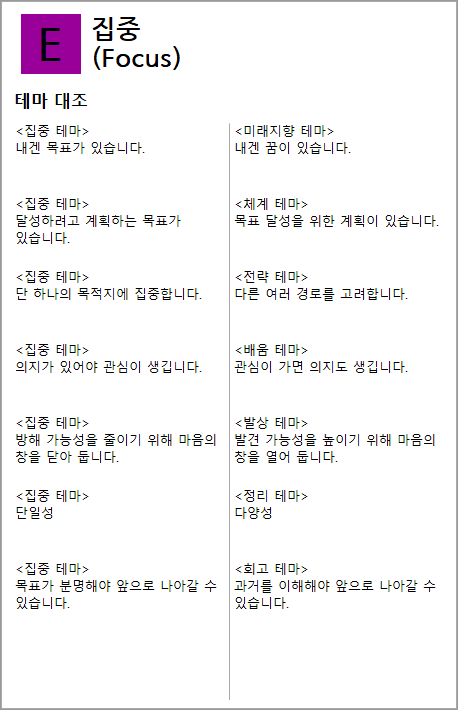 E
집중
(Focus)
테마 대조
<집중 테마>
내겐 목표가 있습니다.
<미래지향 테마>
내겐 꿈이 있습니다.
<집중 테마>
달성하려고 계획하는 목표가
있습니다.
<체계 테마>
목표 달성을 위한 계획이 있습니다.
<집중 테마>
단 하나의 목적지에 집중합니다.
<전략 테마>
다른 여러 경로를 고려합니다.
<집중 테마>
의지가 있어야 관심이 생깁니다.
<배움 테마>
관심이 가면 의지도 생깁니다.
<집중 테마>
방해 가능성을 줄이기 위해 마음의
창을 닫아 둡니다.
<발상 테마>
발견 가능성을 높이기 위해 마음의
창을 열어 둡니다.
<집중 테마>
단일성
<정리 테마>
다양성
<집중 테마>
목표가 분명해야 앞으로 나아갈 수
있습니다.
<회고 테마>
과거를 이해해야 앞으로 나아갈 수
있습니다.